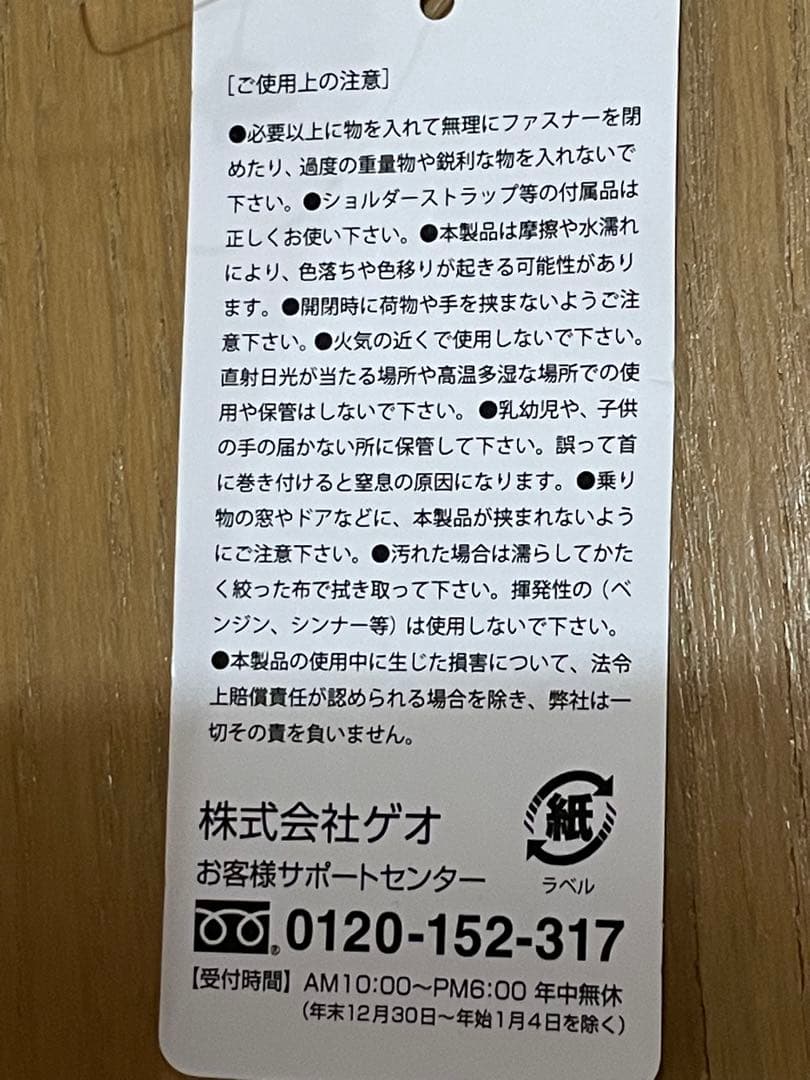 ［ご使用上の注意］
●必要以上に物を入れて無理にファスナーを閉
めたり、過度の重量物や鋭利な物を入れないで
下さい。●ショルダーストラップ等の付属品は
正しくお使い下さい。●本製品は摩擦や水濡れ
により、色落ちや色移りが起きる可能性があり
ます。●開閉時に荷物や手を挟まないようご注
意下さい。●火気の近くで使用しないで下さい。
直射日光が当たる場所や高温多湿な場所での使
用や保管はしないで下さい。●乳幼児や、子供
の手の届かない所に保管して下さい。誤って首
に巻き付けると窒息の原因になります。●乗り
物の窓やドアなどに、本製品が挟まれないよう
にご注意下さい。●汚れた場合は濡らしてかた
く絞った布で拭き取って下さい。揮発性の（ベ
ンジン、シンナー等）は使用しないで下さい。
●本製品の使用中に生じた損害について、法令
上賠償責任が認められる場合を除き、弊社は一
切その責を負いません。
株式会社ゲオ
紙
お客様サポートセンター
ラベル
® 0120-152-317
【受付時間】AM10:00〜PM6:00 年中無休
（年末12月30日〜年始1月4日を除く）